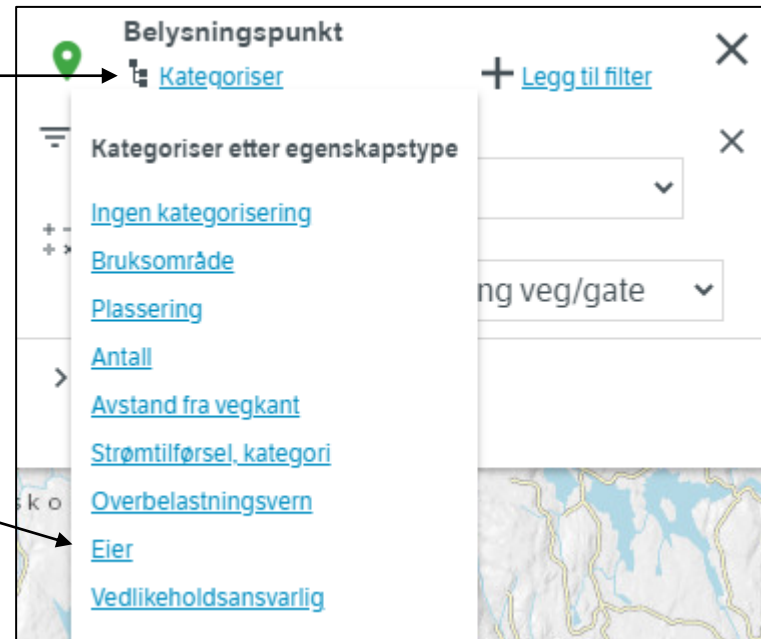 Belysningspunkt
Kategoriser
Legg til filter
Kategoriser etter egenskapstype
Ingen kategorisering
Bruksområde
ng veg/gate
Plassering
Antall
Avstand fra vegkant
Strømtilførsel, kategori
sko
Overbelastningsvern
Eier
Vedlikeholdsansvarlig